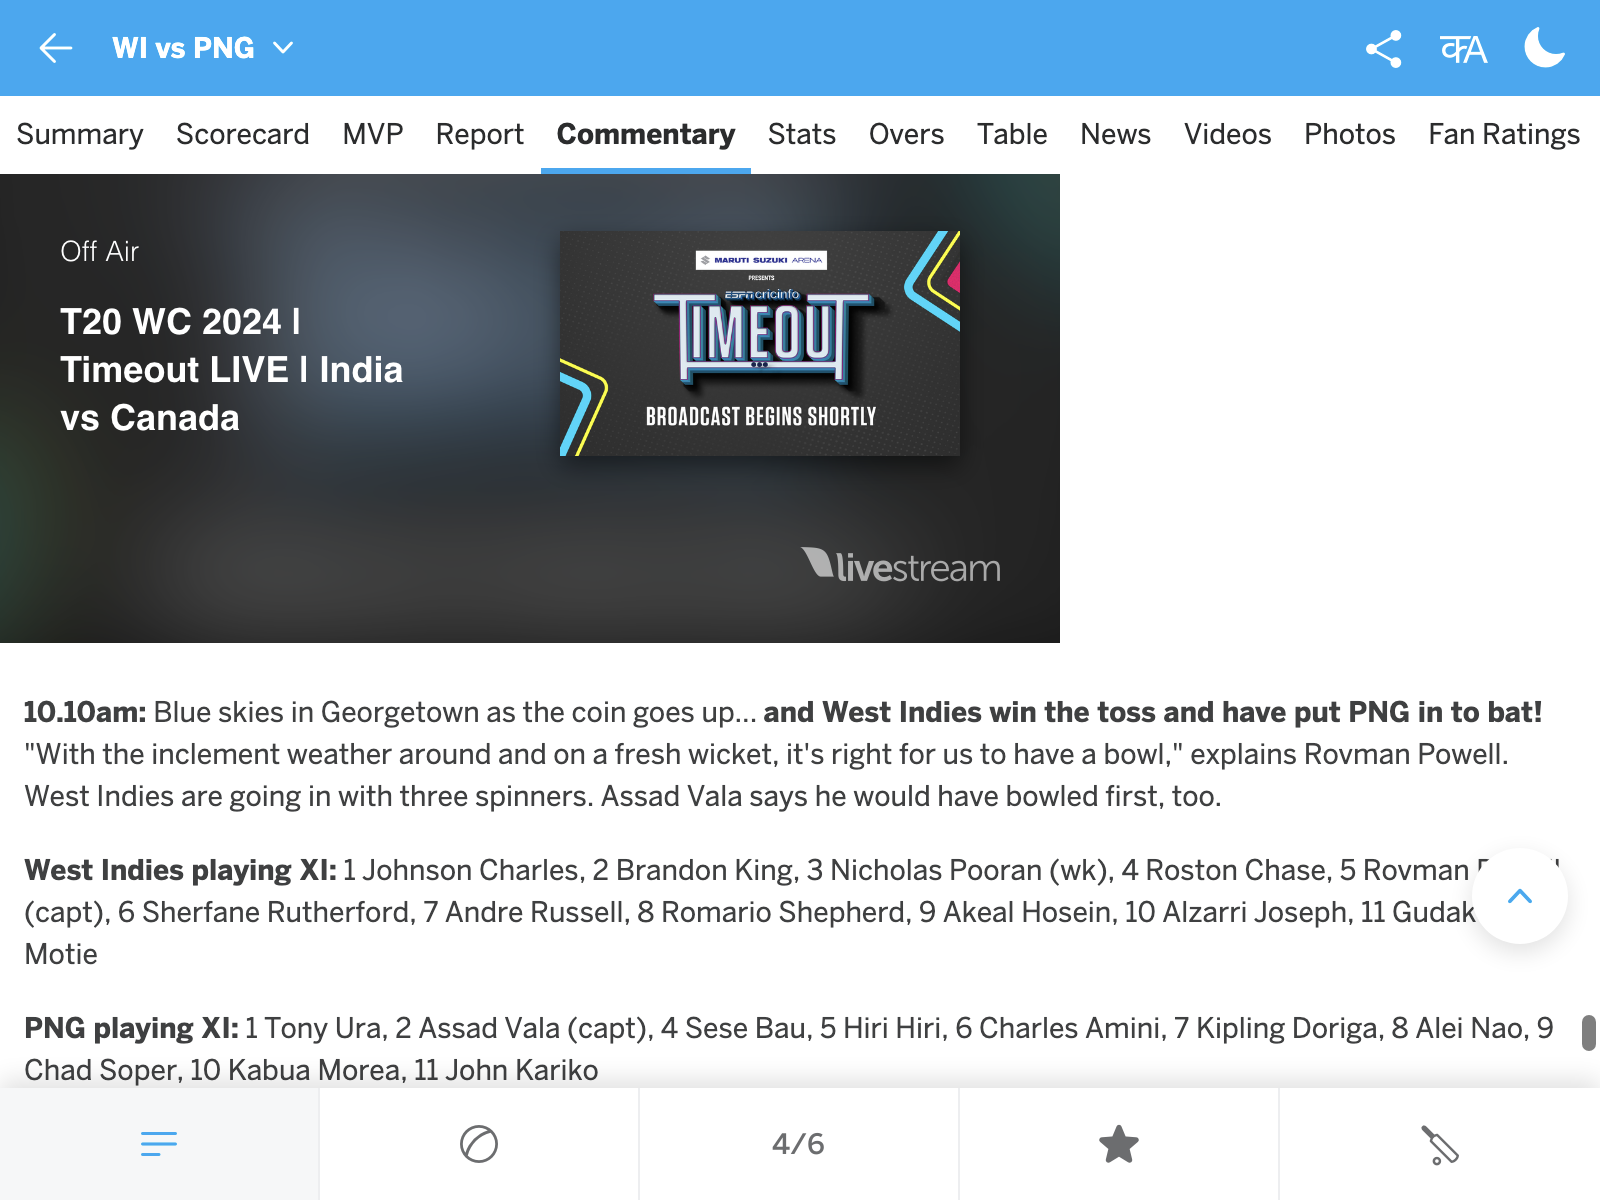 WI vs PNG
क A
Summary Scorecard MVP Report Commentary Stats Overs Table News Videos Photos Fan Ratings
Off Air
T20 WC 2024 |
Timeout LIVE | India
vs Canada
MARUTI SUZUKI ARENA
PRESENTS
ESPN cricinfo
TIMEOUT
BROADCAST BEGINS SHORTLY
livestream
10.10am: Blue skies in Georgetown as the coin goes up... and West Indies win the toss and have put PNG in to bat!
"With the inclement weather around and on a fresh wicket, it's right for us to have a bowl," explains Rovman Powell.
West Indies are going in with three spinners. Assad Vala says he would have bowled first, too.
West Indies playing XI: 1 Johnson Charles, 2 Brandon King, 3 Nicholas Pooran (wk), 4 Roston Chase, 5 Rovman
(capt), 6 Sherfane Rutherford, 7 Andre Russell, 8 Romario Shepherd, 9 Akeal Hosein, 10 Alzarri Joseph, 11 Gudak
Motie
PNG playing XI: 1 Tony Ura, 2 Assad Vala (capt), 4 Sese Bau, 5 Hiri Hiri, 6 Charles Amini, 7 Kipling Doriga, 8 Alei Nao, 9
Chad Soper, 10 Kabua Morea, 11 John Kariko
4/6